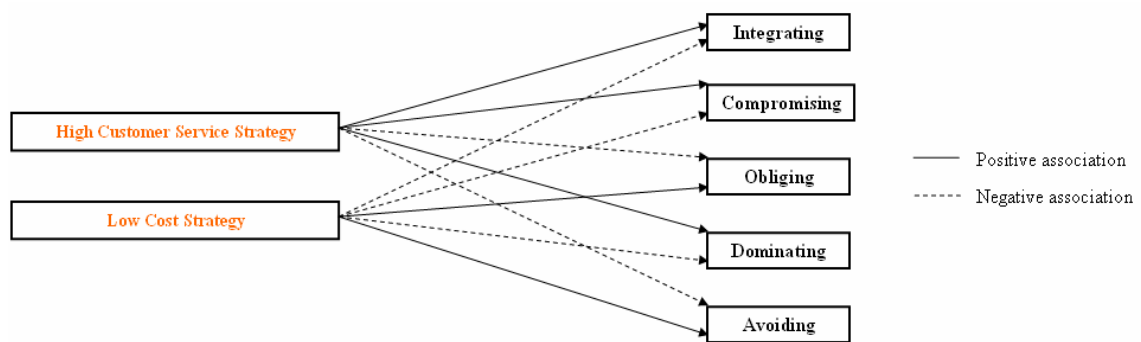 Integrating
Compromising
High Customer Service Strategy
Positive association
Obliging
Negative association
Low Cost Strategy
Dominating
Avoiding